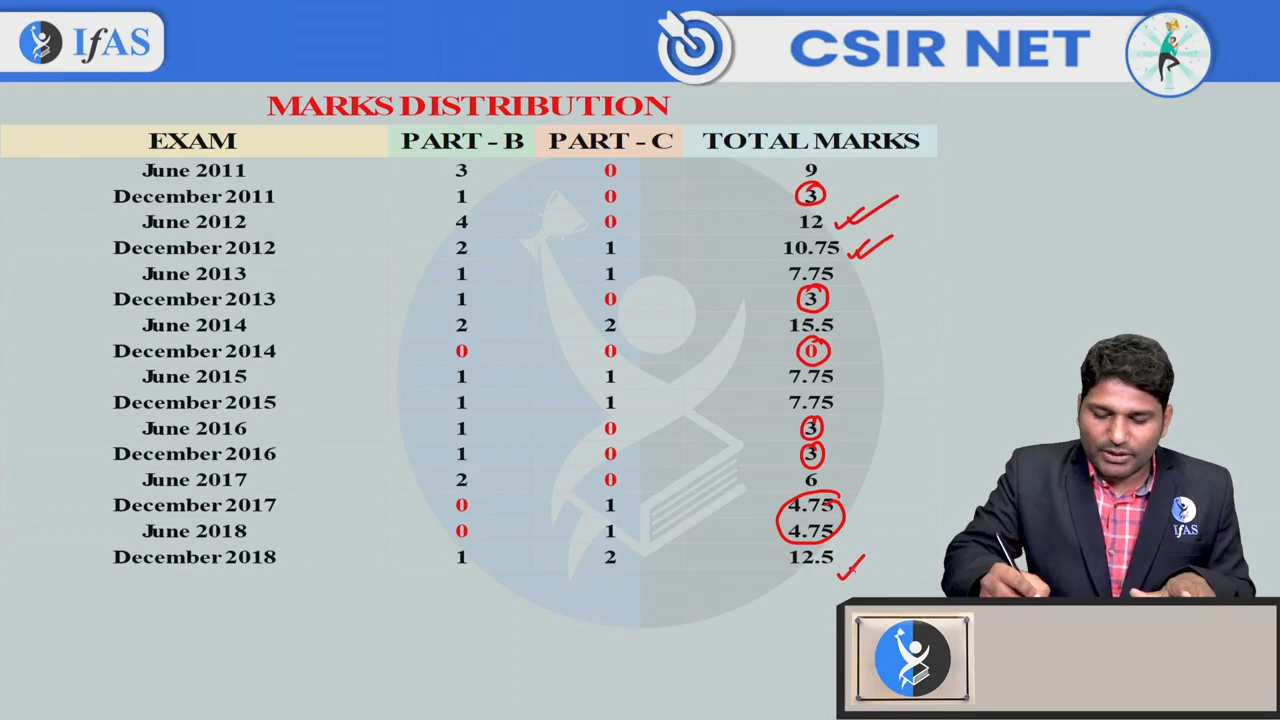 IfAS
CSIR NET
MARKS DISTRIBUTION
EXAM PART - B PART - C TOTAL MARKS
June 2011 3 0 9
December 2011 1 0 3
June 2012 4 0 12
December 2012 2 1 10.75
June 2013 1 1 7.75
December 2013 1 0 3
June 2014 2 2 15.5
December 2014 0 0 0
June 2015 1 1 7.75
December 2015 1 1 7.75
June 2016 1 0 3
December 2016 1 0 3
June 2017 2 0 6
December 2017 0 1 4.75
June 2018 0 1 4.75
December 2018 1 2 12.5
IfAS